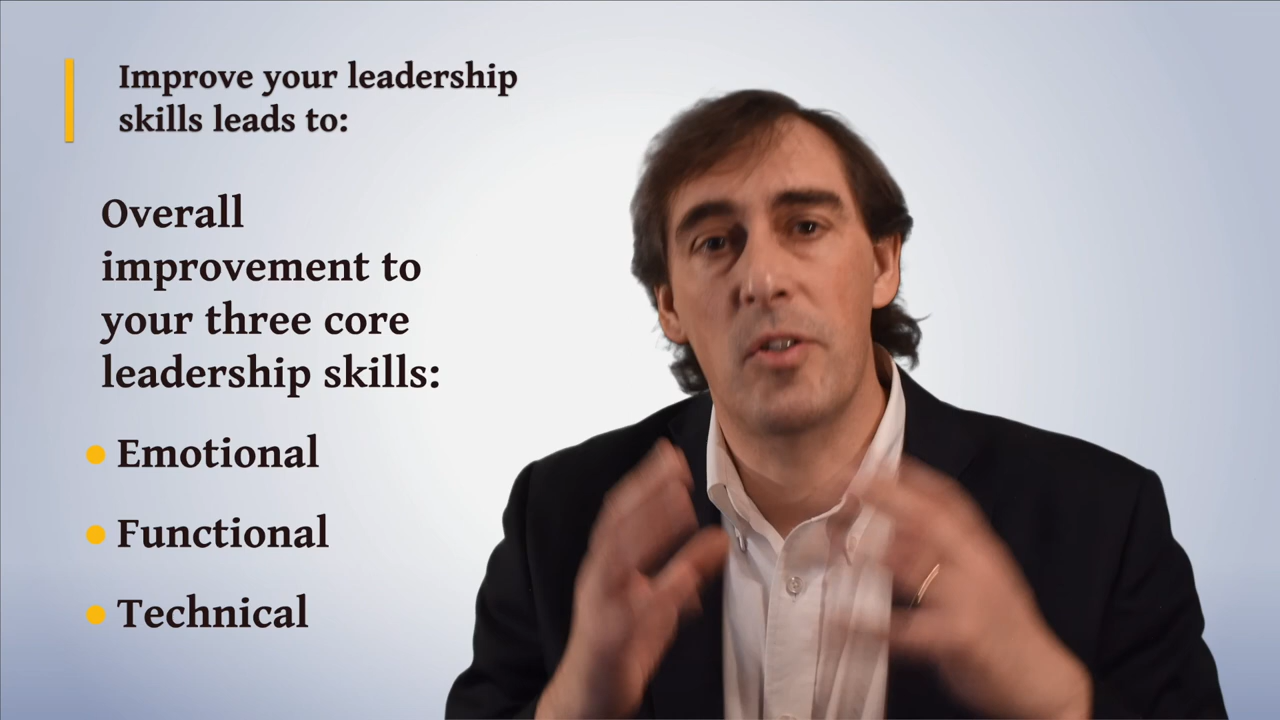 Improve your leadership
skills leads to:
Overall
improvement to
your three core
leadership skills:
Emotional
Functional
Technical